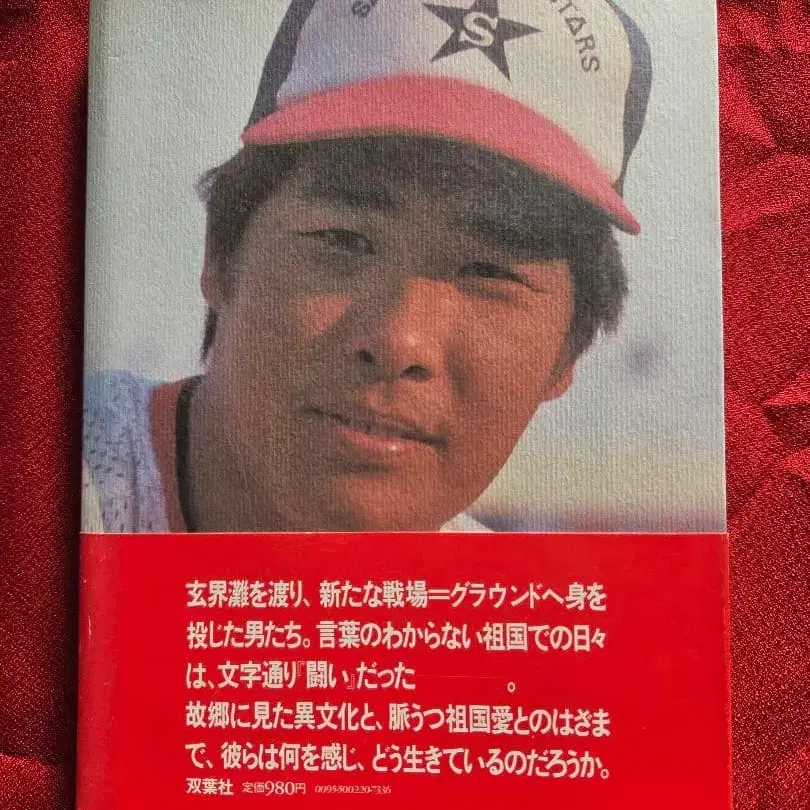 STARS
S
玄界灘を渡り、新たな戦場＝グラウンドへ身を
投じた男たち。言葉のわからない祖国での日々
は、文字通り『闘い』だった———。
故郷に見た異文化と、脈うつ祖国愛とのはざま
で、彼らは何を感じ、どう生きているのだろうか。
双葉社 定価980円 0095-500220-7336